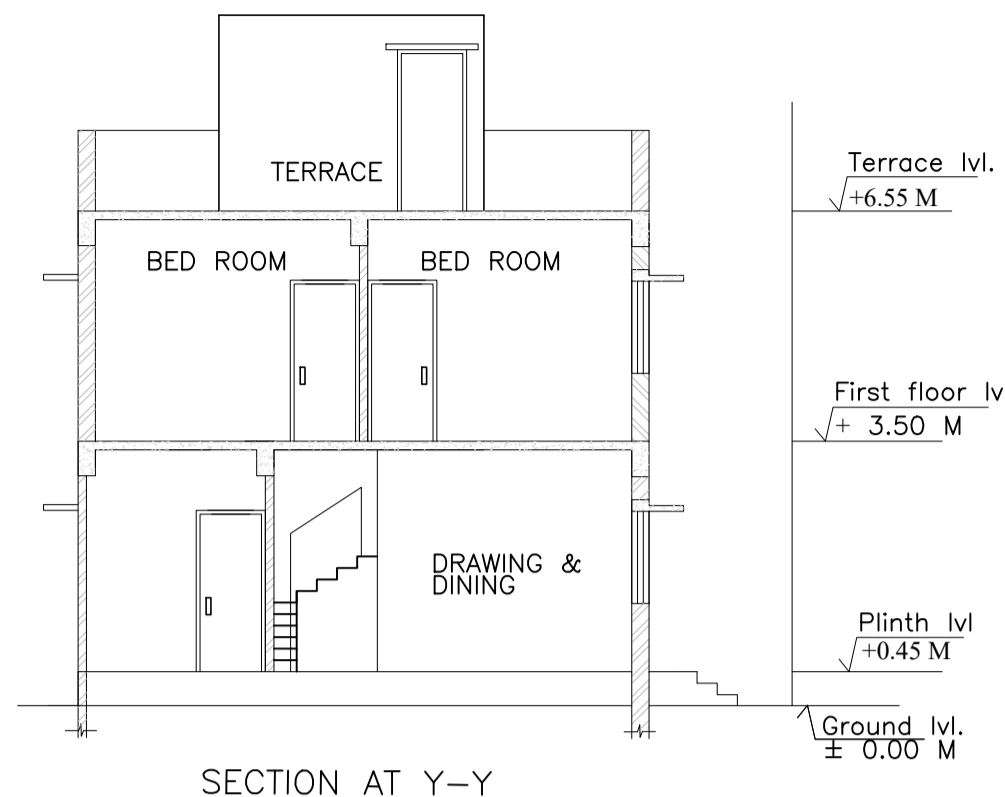 TERRACE
Terrace lvl.
+6.55 M
BED ROOM
BED ROOM
First floor lv
+ 3.50 M
DRAWING &
DINING
Plinth lvl
+0.45 M
Ground lvl.
± 0.00 M
SECTION AT Y-Y